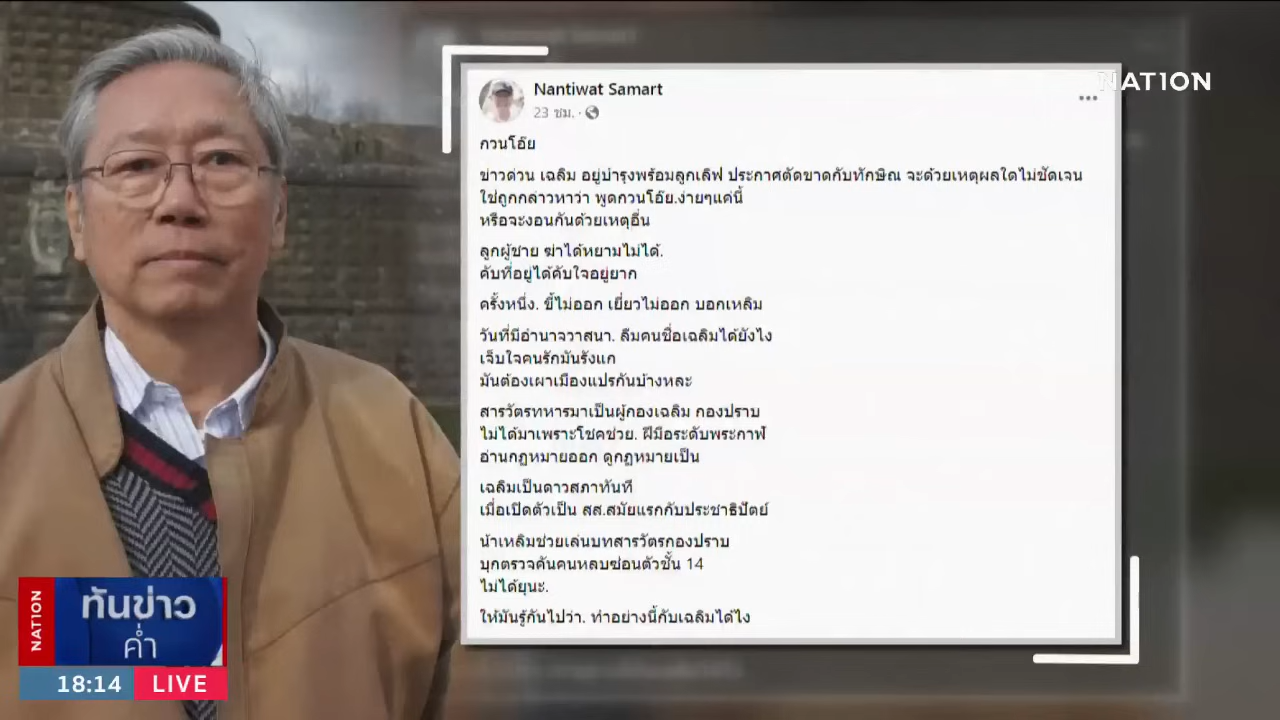 NATION
Nantiwat Samart
23 ชม.
กวนโอ๊ย
ข่าวด่วน เฉลิม อยู่บำรุงพร้อมลูกเลิฟ ประกาศตัดขาดกับทักษิณ จะด้วยเหตุผลใดไม่ชัดเจน
ใช่ถูกกล่าวหาว่า พูดกวนโอ๊ย.ง่ายๆแค่นี้
หรือจะงอนกันด้วยเหตุอื่น
ลูกผู้ชาย ฆ่าได้หยามไม่ได้.
คับที่อยู่ได้คับใจอยู่ยาก
ครั้งหนึ่ง. ขี้ไม่ออก เยี่ยวไม่ออก บอกเหลิม
วันที่มีอำนาจวาสนา. ลืมคนชื่อเฉลิมได้ยังไง
เจ็บใจคนรักมันรังแก
มันต้องเผาเมืองแปรกันบ้างหละ
สารวัตรทหารมาเป็นผู้กองเฉลิม กองปราบ
ไม่ได้มาเพราะโชคช่วย. ฝีมือระดับพระกาฬ
อ่านกฎหมายออก ดูกฎหมายเป็น
เฉลิมเป็นดาวสภาทันที
เมื่อเปิดตัวเป็น สส.สมัยแรกกับประชาธิปัตย์
น้าเหลิมช่วยเล่นบทสารวัตรกองปราบ
บุกตรวจค้นคนหลบซ่อนตัวชั้น 14
ไม่ได้ยุนะ.
ให้มันรู้กันไปว่า. ทำอย่างนี้กับเฉลิมได้ไง
NATION
ทันข่าว
ค่ำ
18:14 LIVE